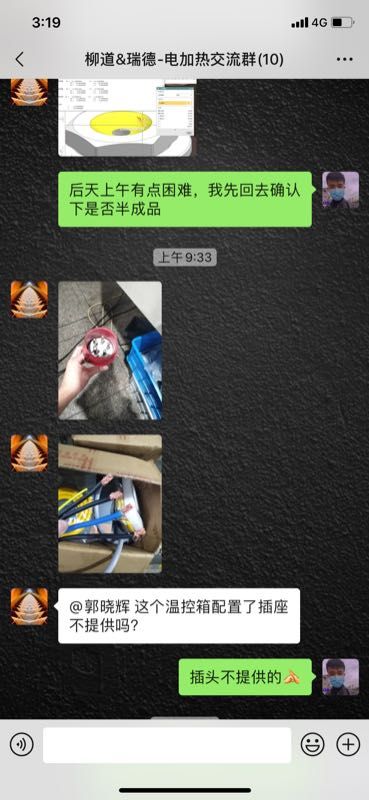 3:19
4G
柳道&瑞德-电加热交流群(10)
后天上午有点困难，我先回去确认
下是否半成品
上午9:33
@郭晓辉 这个温控箱配置了插座
不提供吗？
插头不提供的